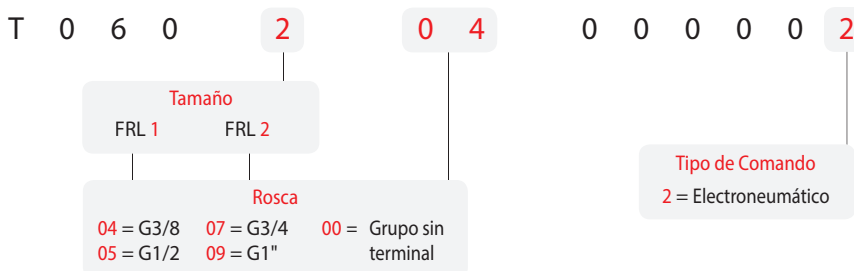 T 0 6 0 2 0 4 0 0 0 0 0 2
Tamaño
FRL 1 FRL 2
Tipo de Comando
2 = Electroneumático
Rosca
04 = G3/8 07 = G3/4 00 = Grupo sin
05 = G1/2 09 = G1" terminal